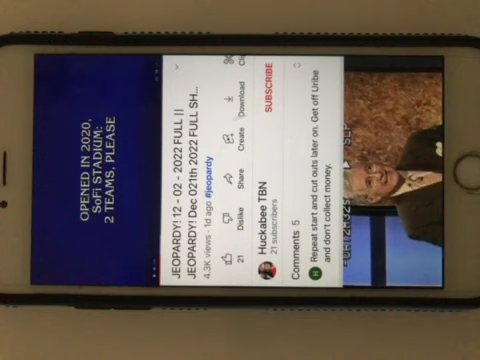 OPENED IN 2020,
SoFi STADIUM:
2 TEAMS, PLEASE
JEOPARDY! 12 - 02 - 2022 FULL ||
JEOPARDY! Dec 021th 2022 FULL SH...
4.3K views · 1d ago #jeopardy
21
Dislike
Share
Create
Download
Cli
Huckabee TBN
21 subscribers
SUBSCRIBE
Comments 5
H
Repeat start and cut outs later on. Get off Uribe
and don't collect money.